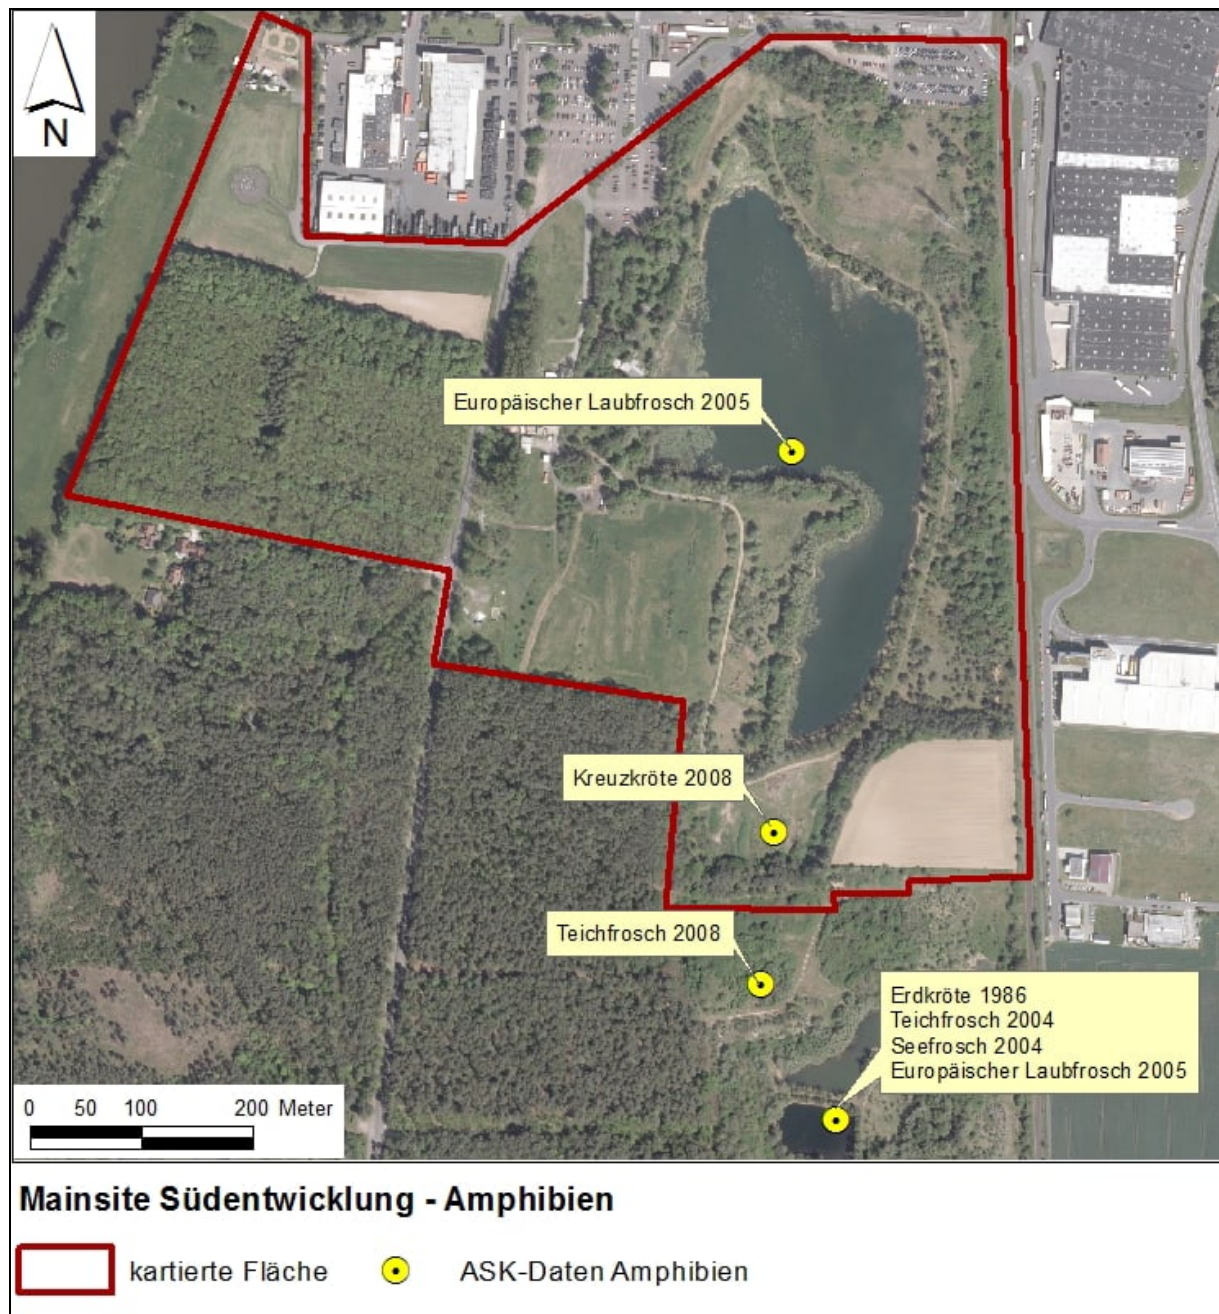 N
Europäischer Laubfrosch 2005
Kreuzkröte 2008
Teichfrosch 2008
Erdkröte 1986
Teichfrosch 2004
Seefrosch 2004
Europäischer Laubfrosch 2005
0 50 100 200 Meter
Mainsite Südentwicklung - Amphibien
kartierte Fläche
ASK-Daten Amphibien